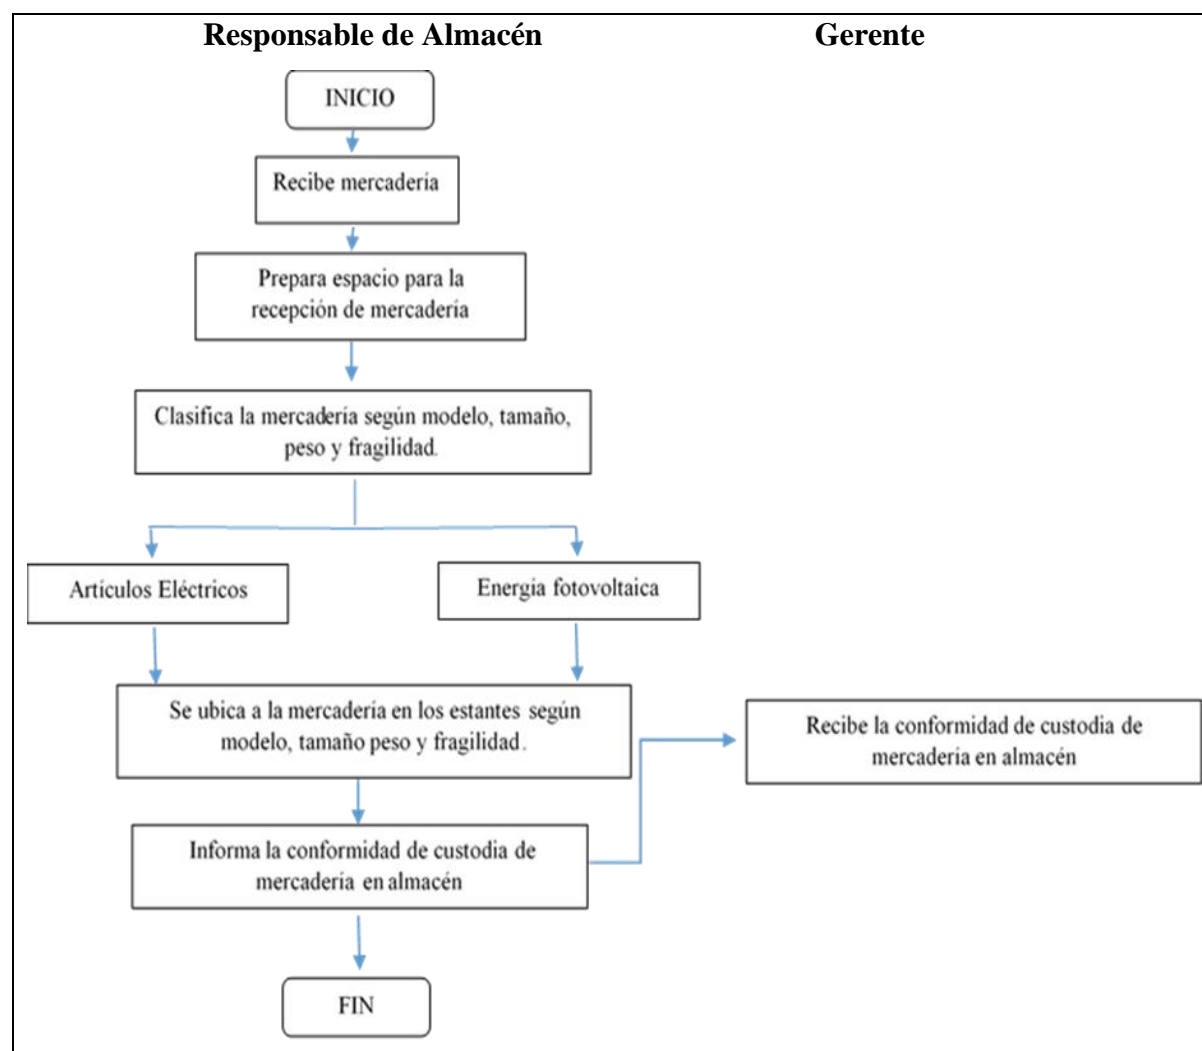 Responsable de Almacén
Gerente
INICIO
Recibe mercadería
Prepara espacio para la
recepción de mercadería
Clasifica la mercadería según modelo, tamaño,
peso y fragilidad.
Artículos Eléctricos
Energía fotovoltaica
Se ubica a la mercadería en los estantes según
modelo, tamaño peso y fragilidad.
Recibe la conformidad de custodia de
mercadería en almacén
Informa la conformidad de custodia de
mercadería en almacén
FIN